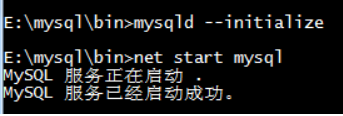 E:\mysql\bin>mysqld --initialize
E:\mysql\bin>net start mysql
MySQL 服务正在启动 .
MySQL 服务已经启动成功。